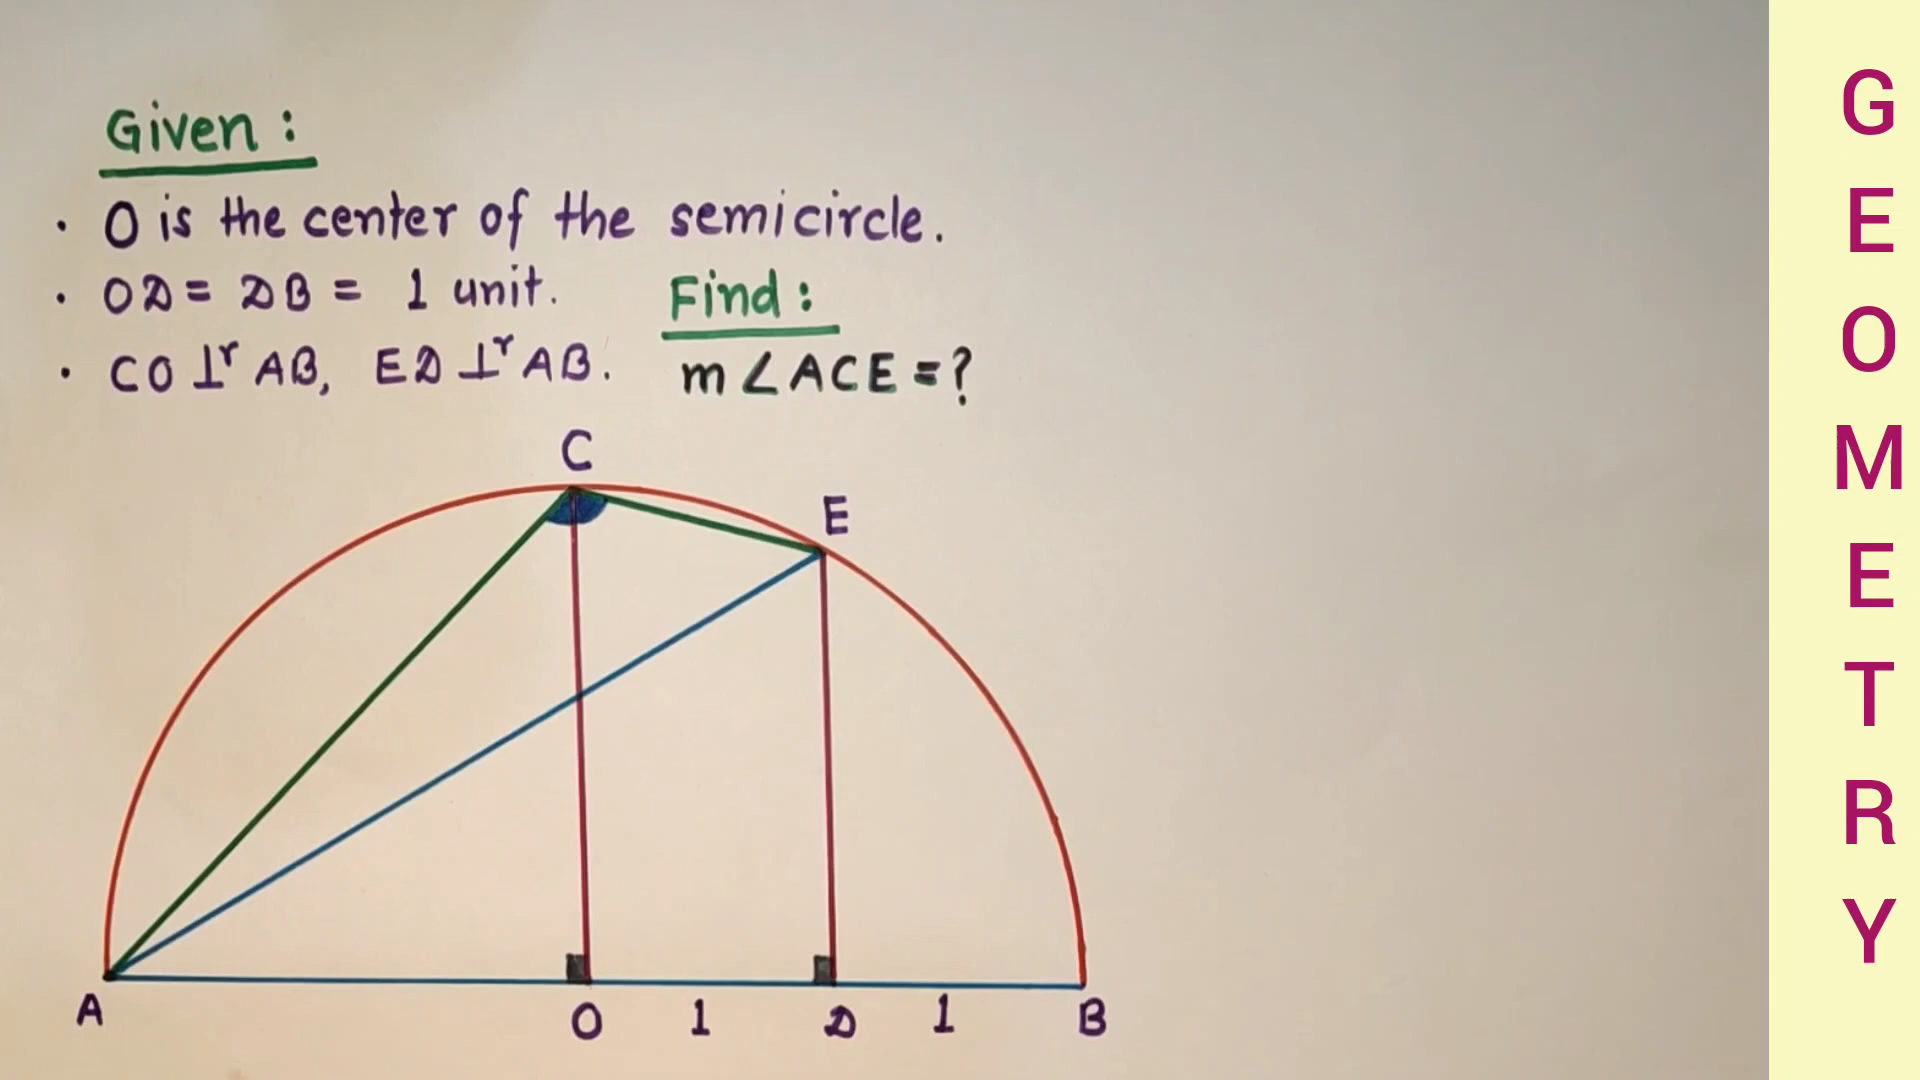 Given :
· O is the center of the semicircle.
· OD = DB = 1 unit.
Find :
· CO ⊥ʳ AB, ED ⊥ʳ AB.
m∠ACE = ?
C
E
A
O
1
D
1
B
GEOMETRY